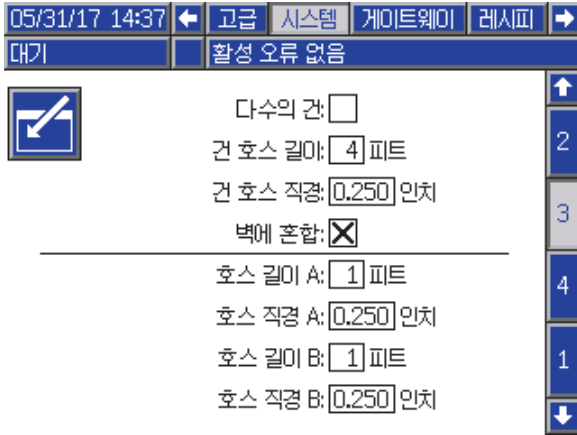 05/31/17 14:37 고급 시스템 게이트웨이 레시피
대기 활성 오류 없음
다수의 건:
건 호스 길이: 4 피트
건 호스 직경: 0.250 인치
벽에 혼합:
호스 길이 A: 1 피트
호스 직경 A: 0.250 인치
호스 길이 B: 1 피트
호스 직경 B: 0.250 인치
2
3
4
1